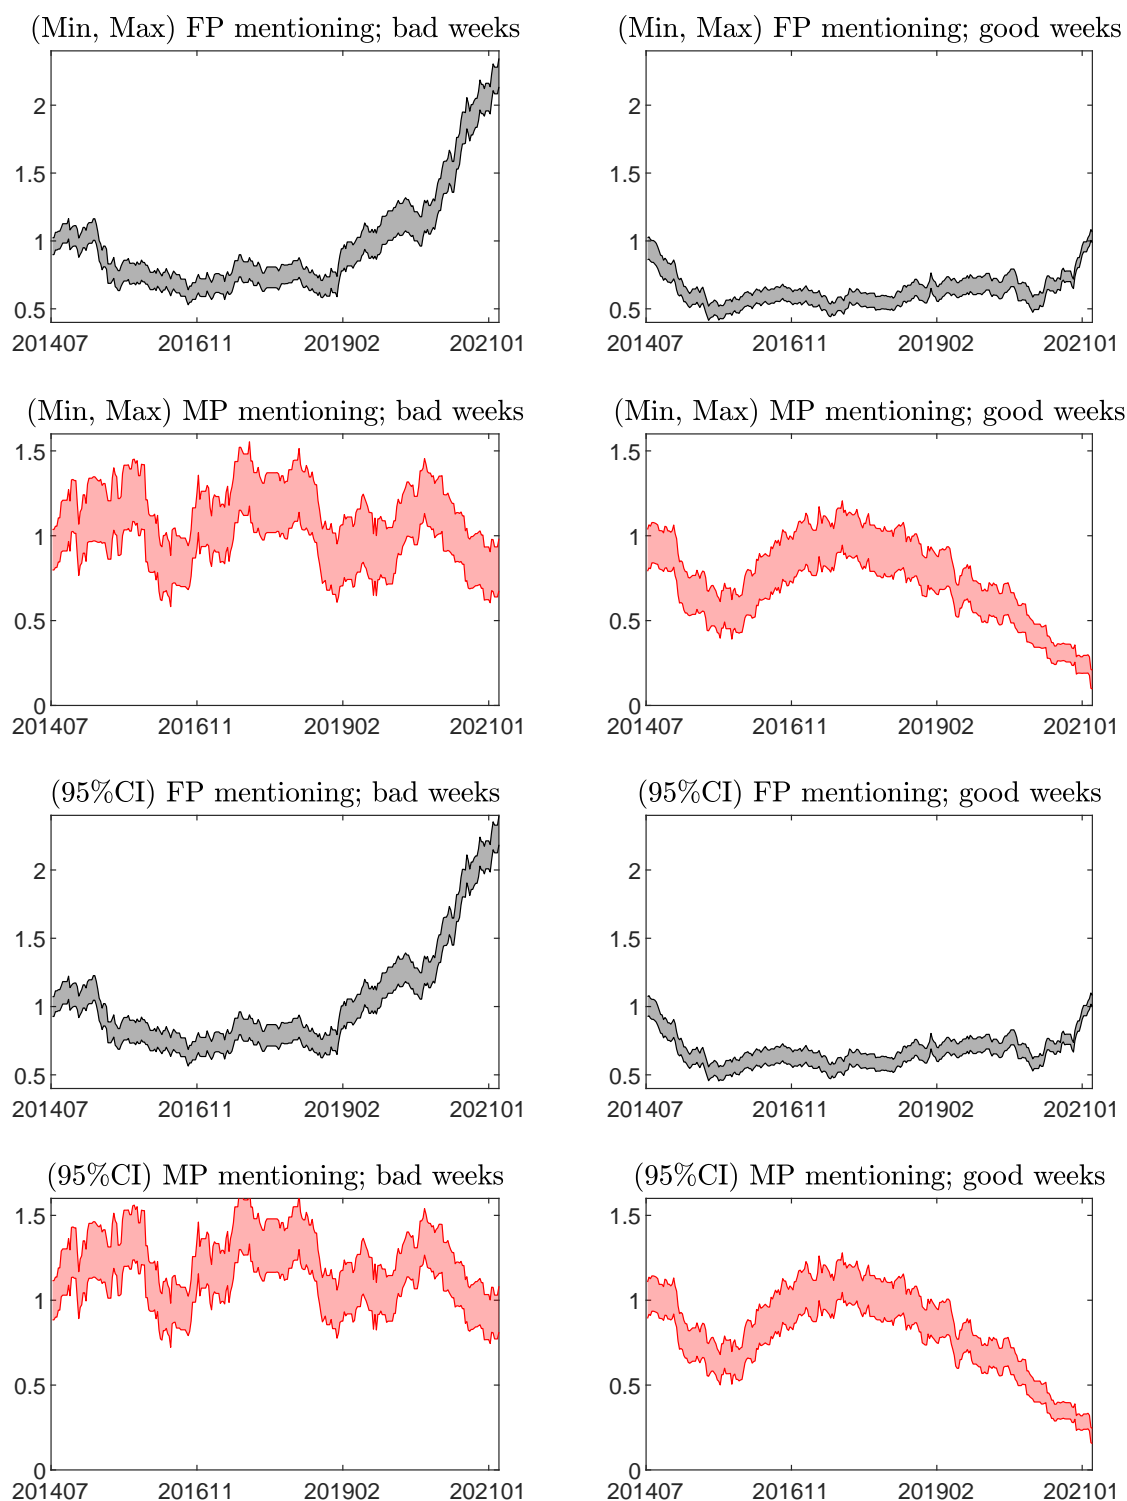 (Min, Max) FP mentioning; bad weeks
2
1.5
1
0.5
201407 201611 201902 202101
(Min, Max) FP mentioning; good weeks
2
1.5
1
0.5
201407 201611 201902 202101
(Min, Max) MP mentioning; bad weeks
1.5
1
0.5
0
201407 201611 201902 202101
(Min, Max) MP mentioning; good weeks
1.5
1
0.5
0
201407 201611 201902 202101
(95%CI) FP mentioning; bad weeks
2
1.5
1
0.5
201407 201611 201902 202101
(95%CI) FP mentioning; good weeks
2
1.5
1
0.5
201407 201611 201902 202101
(95%CI) MP mentioning; bad weeks
1.5
1
0.5
0
201407 201611 201902 202101
(95%CI) MP mentioning; good weeks
1.5
1
0.5
0
201407 201611 201902 202101